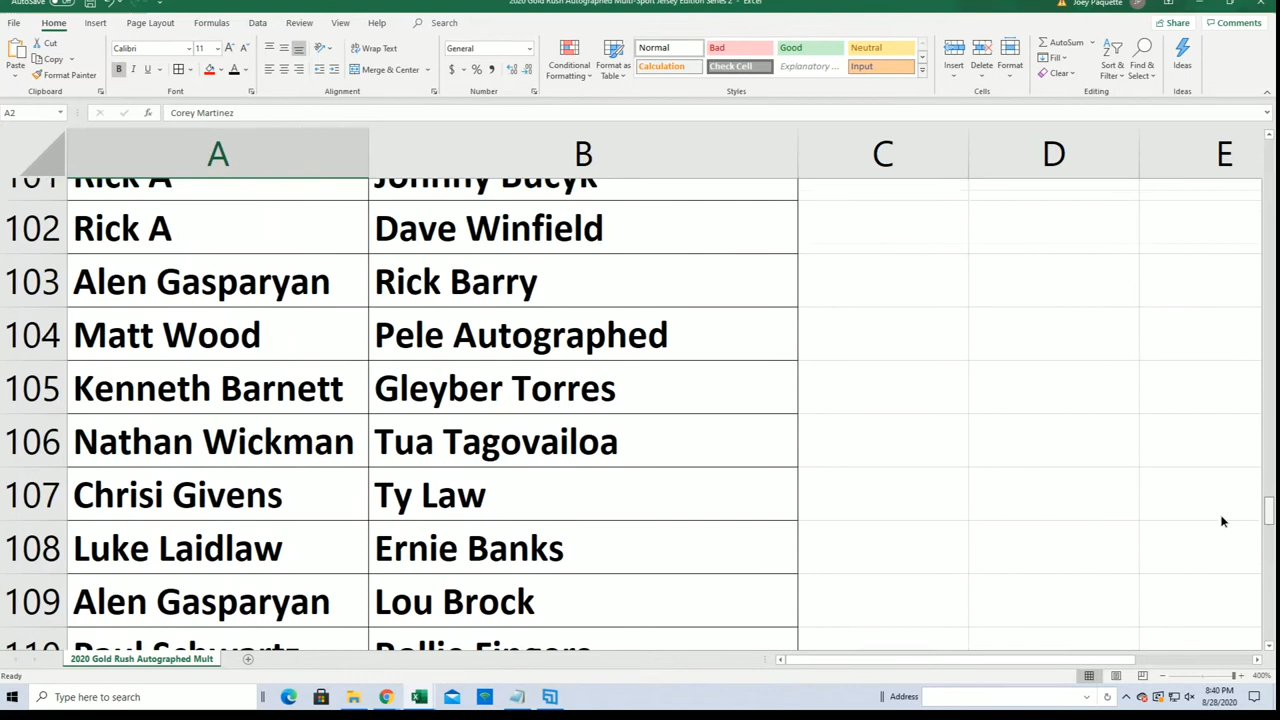 AutoSave
2020 Gold Rush Autographed Multi-Sport Jersey Edition Series 2 - Excel
Joey Paquette
JP
File Home Insert Page Layout Formulas Data Review View Help Search
Share Comments
Paste
Cut
Copy
Format Painter
Clipboard
Calibri 11
B I U
Font
Wrap Text
Merge & Center
Alignment
General
$ % ,
Number
Conditional Formatting
Format as Table
Normal Bad Good Neutral
Calculation Check Cell Explanatory ... Input
Styles
Insert Delete Format
Cells
AutoSum
Fill
Clear
Sort & Filter
Find & Select
Editing
Ideas
Ideas
A2 fx Corey Martinez
A B C D E
101 Rick A Johnny Bucyk
102 Rick A Dave Winfield
103 Alen Gasparyan Rick Barry
104 Matt Wood Pele Autographed
105 Kenneth Barnett Gleyber Torres
106 Nathan Wickman Tua Tagovailoa
107 Chrisi Givens Ty Law
108 Luke Laidlaw Ernie Banks
109 Alen Gasparyan Lou Brock
110 Paul Schwartz Rollie Fingers
2020 Gold Rush Autographed Mult
Ready
400%
Type here to search
Address
8:40 PM
8/28/2020